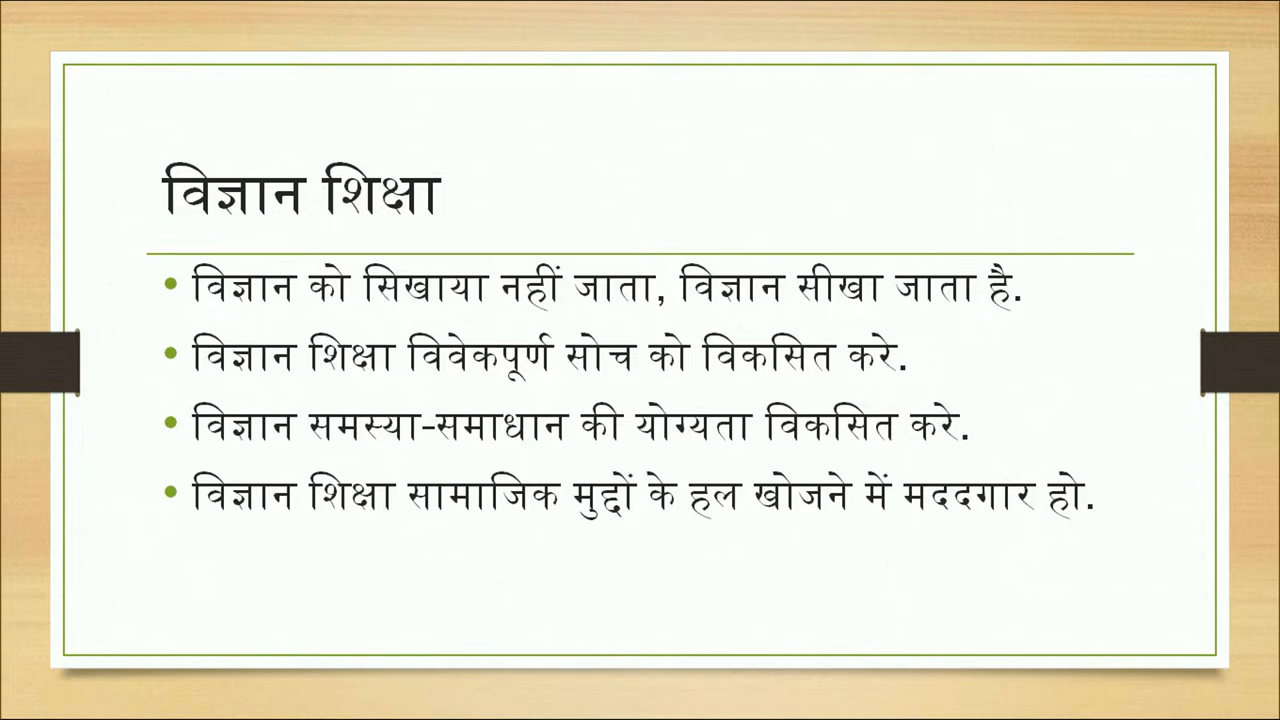 विज्ञान शिक्षा
• विज्ञान को सिखाया नहीं जाता, विज्ञान सीखा जाता है.
• विज्ञान शिक्षा विवेकपूर्ण सोच को विकसित करे.
• विज्ञान समस्या-समाधान की योग्यता विकसित करे.
• विज्ञान शिक्षा सामाजिक मुद्दों के हल खोजने में मददगार हो.